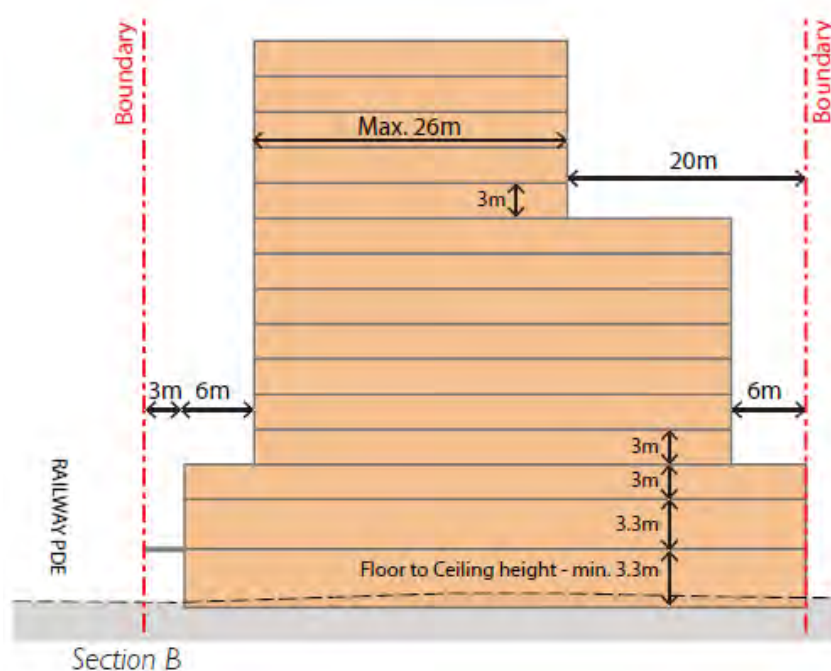 Boundary
Boundary
Max. 26m
20m
3m
3m
6m
6m
3m
3m
3.3m
RAILWAY PDE
Floor to Ceiling height - min. 3.3m
Section B